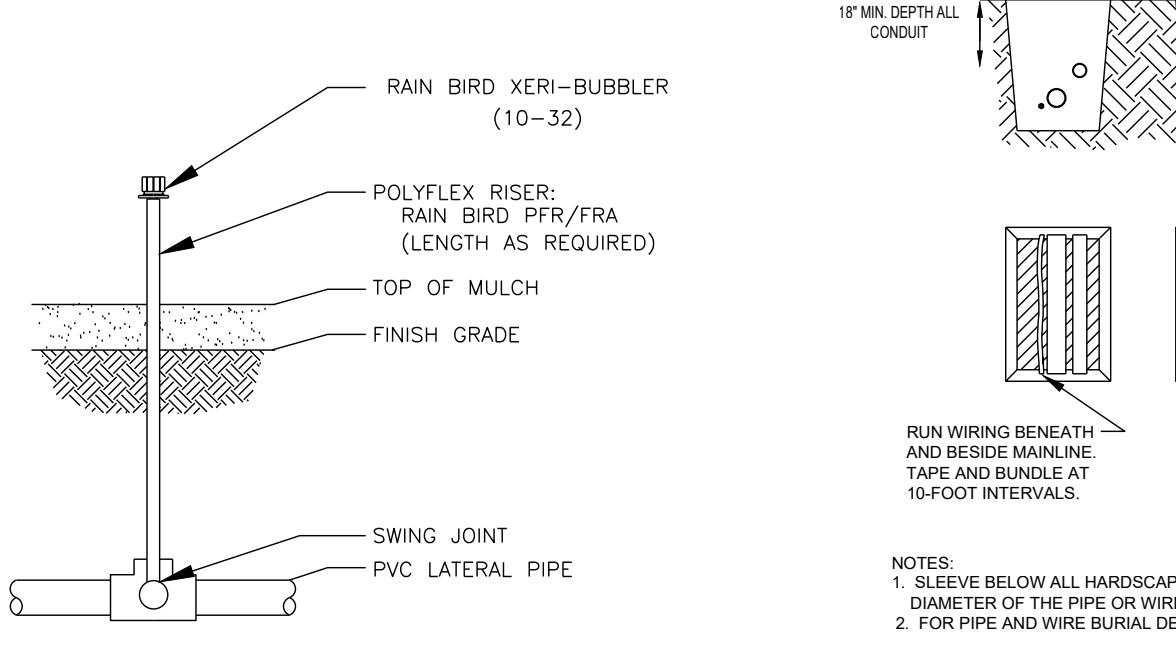 RAIN BIRD XERI-BUBBLER
(10-32)
POLYFLEX RISER:
RAIN BIRD PFR/FRA
(LENGTH AS REQUIRED)
TOP OF MULCH
FINISH GRADE
SWING JOINT
PVC LATERAL PIPE
18" MIN. DEPTH ALL
CONDUIT
RUN WIRING BENEATH
AND BESIDE MAINLINE.
TAPE AND BUNDLE AT
10-FOOT INTERVALS.
NOTES:
1. SLEEVE BELOW ALL
DIAMETER OF THE PIPE OR
2. FOR PIPE AND WIRE BURIAL